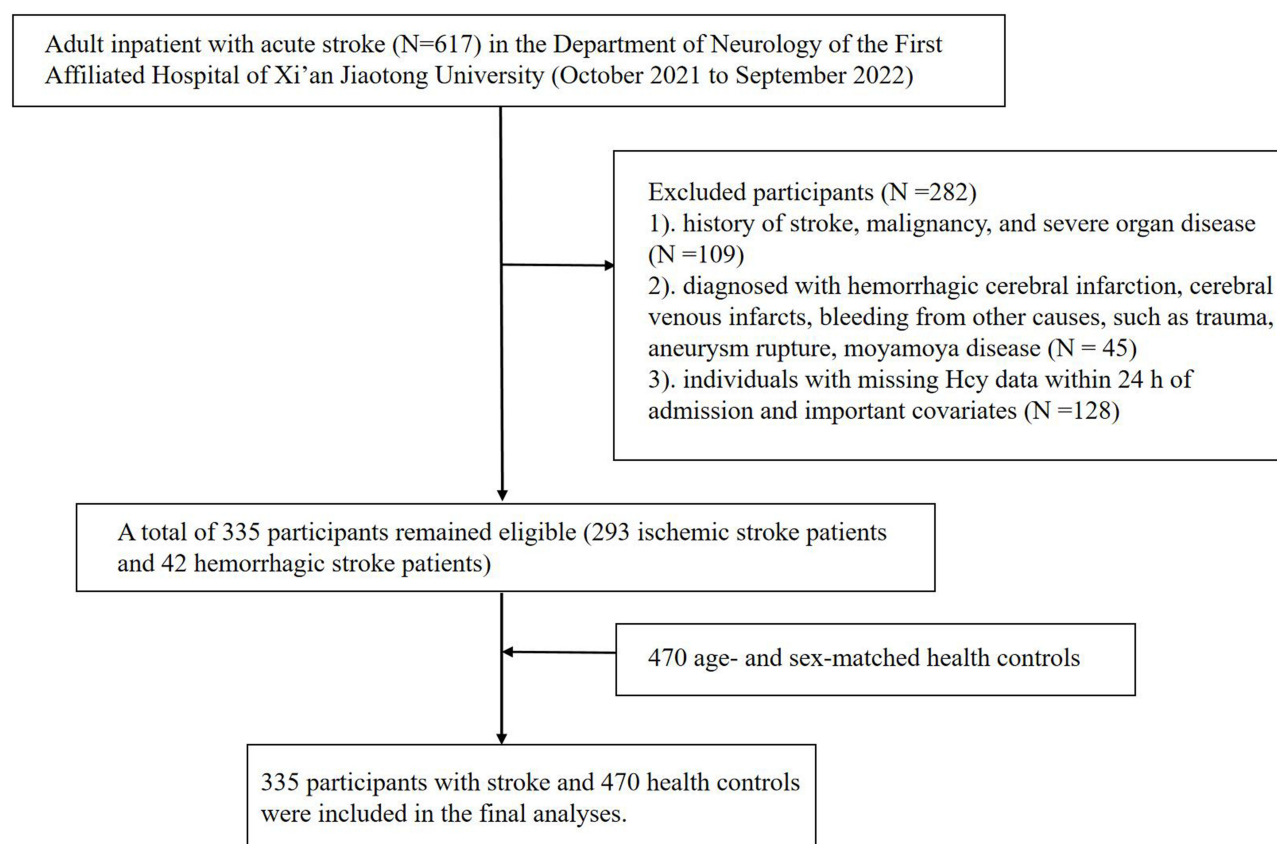 Adult inpatient with acute stroke (N=617) in the Department of Neurology of the First
Affiliated Hospital of Xi’an Jiaotong University (October 2021 to September 2022)
Excluded participants (N =282)
1). history of stroke, malignancy, and severe organ disease
(N =109)
2). diagnosed with hemorrhagic cerebral infarction, cerebral
venous infarcts, bleeding from other causes, such as trauma,
aneurysm rupture, moyamoya disease (N = 45)
3). individuals with missing Hcy data within 24 h of
admission and important covariates (N =128)
A total of 335 participants remained eligible (293 ischemic stroke patients
and 42 hemorrhagic stroke patients)
470 age- and sex-matched health controls
335 participants with stroke and 470 health controls
were included in the final analyses.